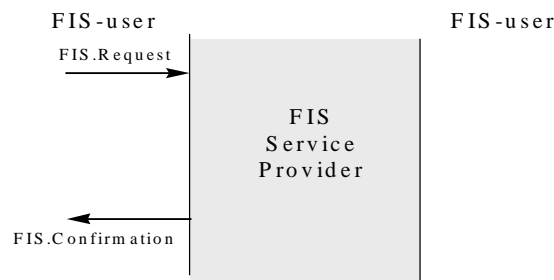 FIS-user
FIS-user
FIS.Request
FIS
Service
Provider
FIS.Confirmation